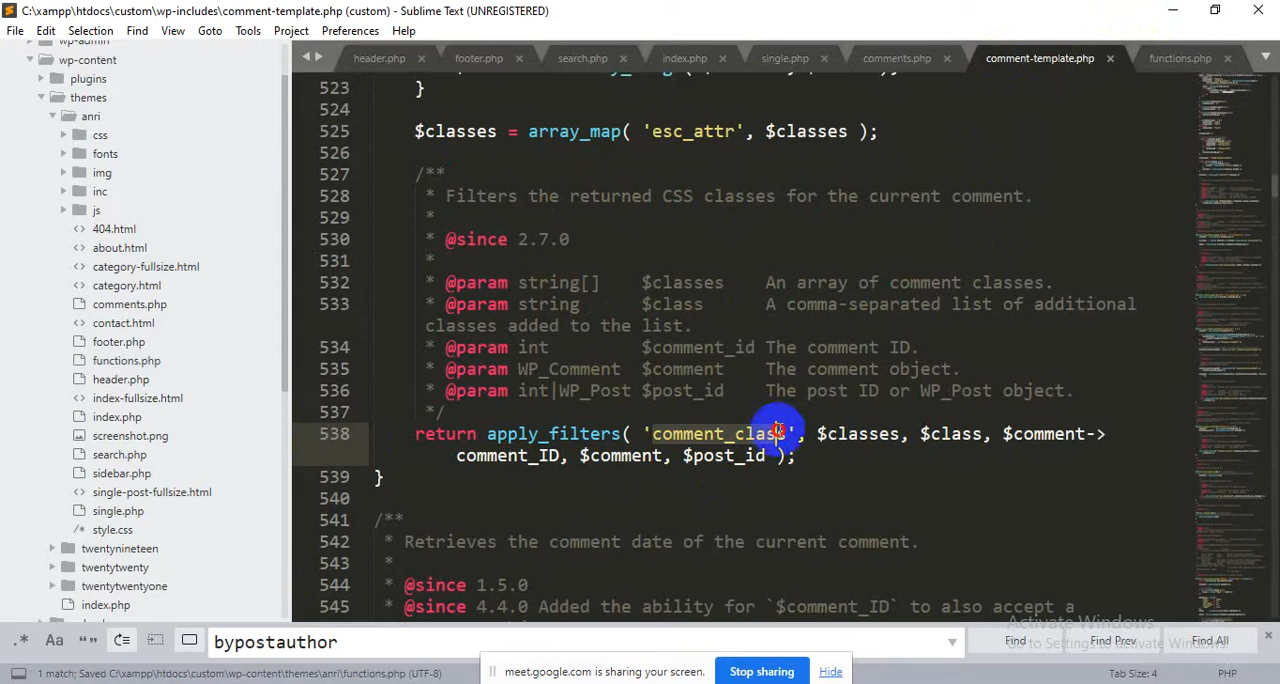 C:\xampp\htdocs\custom\wp-includes\comment-template.php (custom) - Sublime Text (UNREGISTERED)
File Edit Selection Find View Goto Tools Project Preferences Help
wp-admin
wp-content
plugins
themes
anri
css
fonts
img
inc
js
404.html
about.html
category-fullsize.html
category.html
comments.php
contact.html
footer.php
functions.php
header.php
index-fullsize.html
index.php
screenshot.png
search.php
sidebar.php
single-post-fullsize.html
single.php
style.css
twentynineteen
twentytwenty
twentytwentyone
index.php
header.php footer.php search.php index.php single.php comments.php comment-template.php functions.php
523 }
524
525 $classes = array_map( 'esc_attr', $classes );
526
527 /**
528 * Filters the returned CSS classes for the current comment.
529 *
530 * @since 2.7.0
531 *
532 * @param string[] $classes An array of comment classes.
533 * @param string $class A comma-separated list of additional
classes added to the list.
534 * @param int $comment_id The comment ID.
535 * @param WP_Comment $comment The comment object.
536 * @param int|WP_Post $post_id The post ID or WP_Post object.
537 */
538 return apply_filters( 'comment_class', $classes, $class, $comment->
comment_ID, $comment, $post_id );
539 }
540
541 /**
542 * Retrieves the comment date of the current comment.
543 *
544 * @since 1.5.0
545 * @since 4.4.0 Added the ability for `$comment_ID` to also accept a
Activate Windows
Go to Settings to activate Windows.
.* Aa “” bypostauthor Find Find Prev Find All
1 match; Saved C:\xampp\htdocs\custom\wp-content\themes\anri\functions.php (UTF-8)
meet.google.com is sharing your screen. Stop sharing Hide
Tab Size: 4 PHP